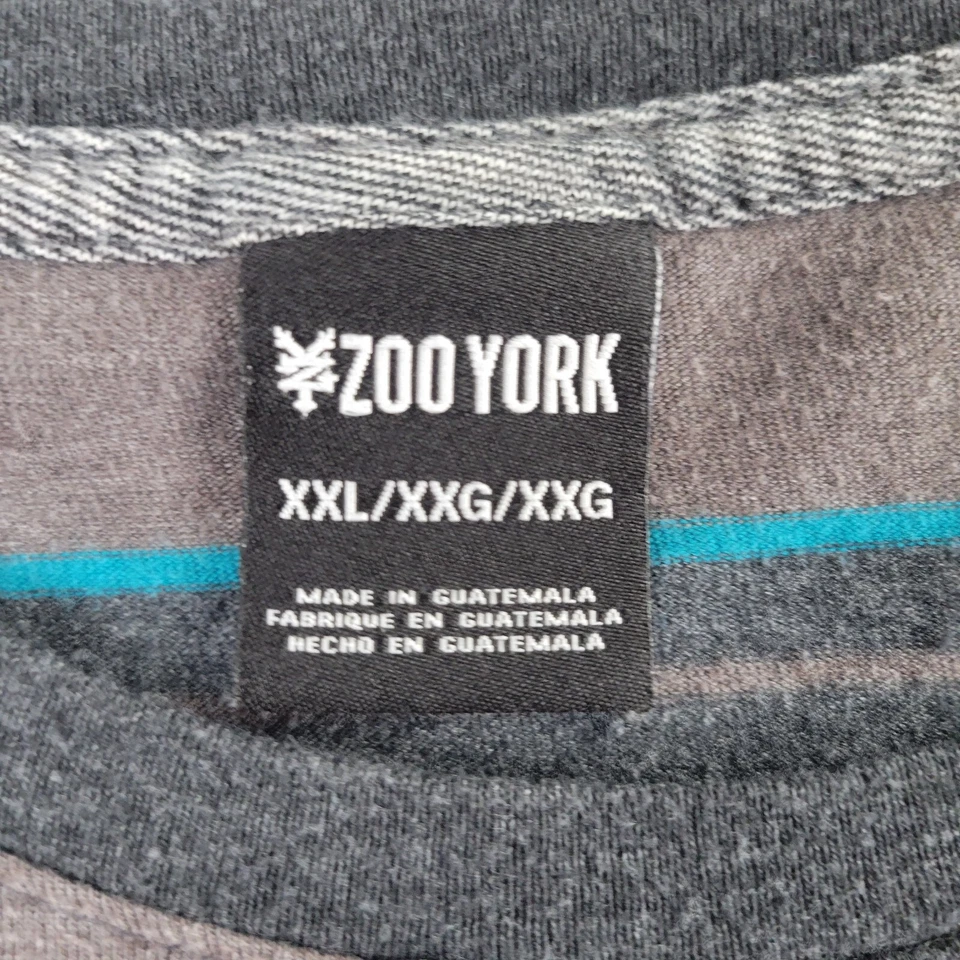 ZOO YORK
XXL/XXG/XXG
MADE IN GUATEMALA
FABRIQUE EN GUATEMALA
HECHO EN GUATEMALA